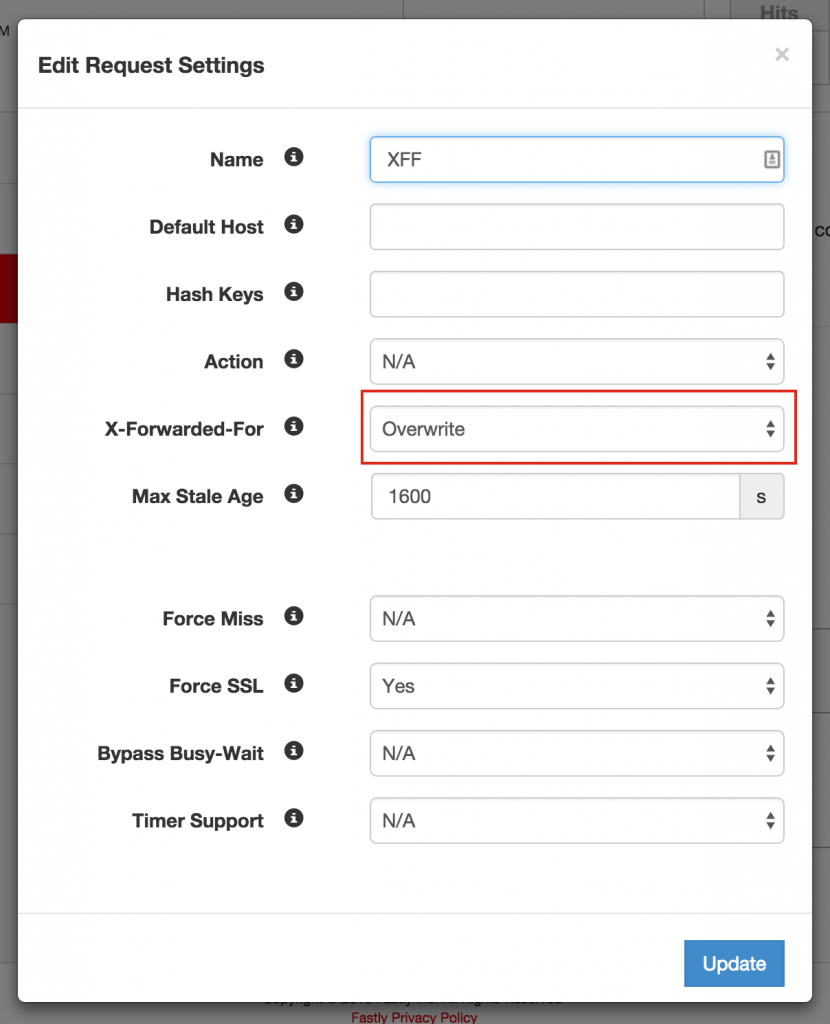 Hits
M
Edit Request Settings ×
Name XFF
Default Host
Hash Keys
Action N/A
X-Forwarded-For Overwrite
Max Stale Age 1600 s
Force Miss N/A
Force SSL Yes
Bypass Busy-Wait N/A
Timer Support N/A
Update
Fastly Privacy Policy